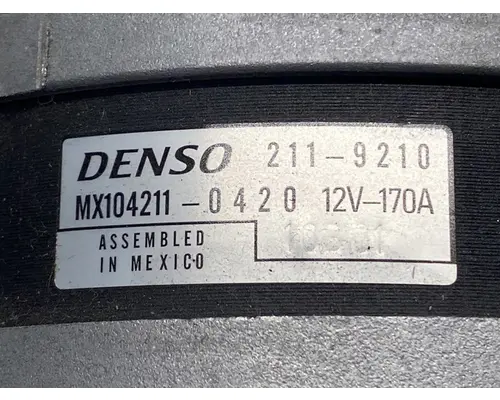 DENSO 211-9210
MX104211-0420 12V-170A
ASSEMBLED
IN MEXICO